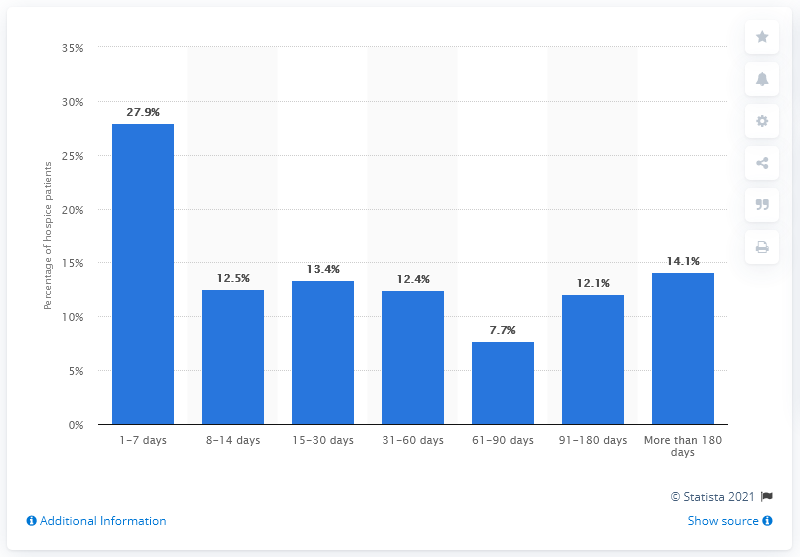 35%
30%
25%
20%
15%
10%
5%
0%
Percentage of hospice patients
27.9%
12.5%
13.4%
12.4%
7.7%
12.1%
14.1%
1–7 days
8–14 days
15–30 days
31–60 days
61–90 days
91–180 days
More than 180
days
© Statista 2021
Additional Information
Show source